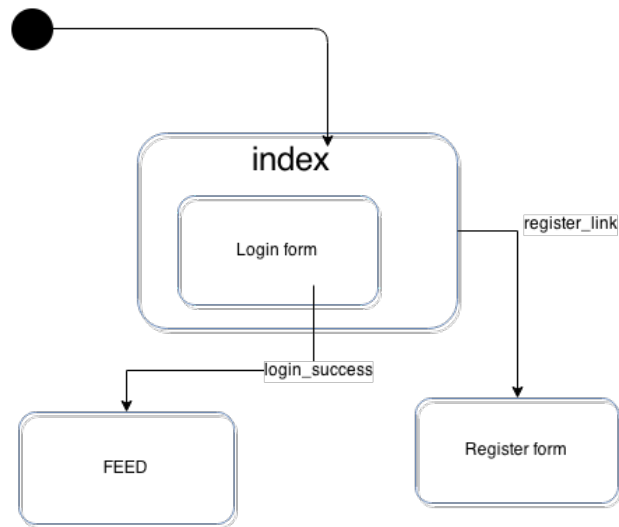 index
Login form
register_link
login_success
FEED
Register form